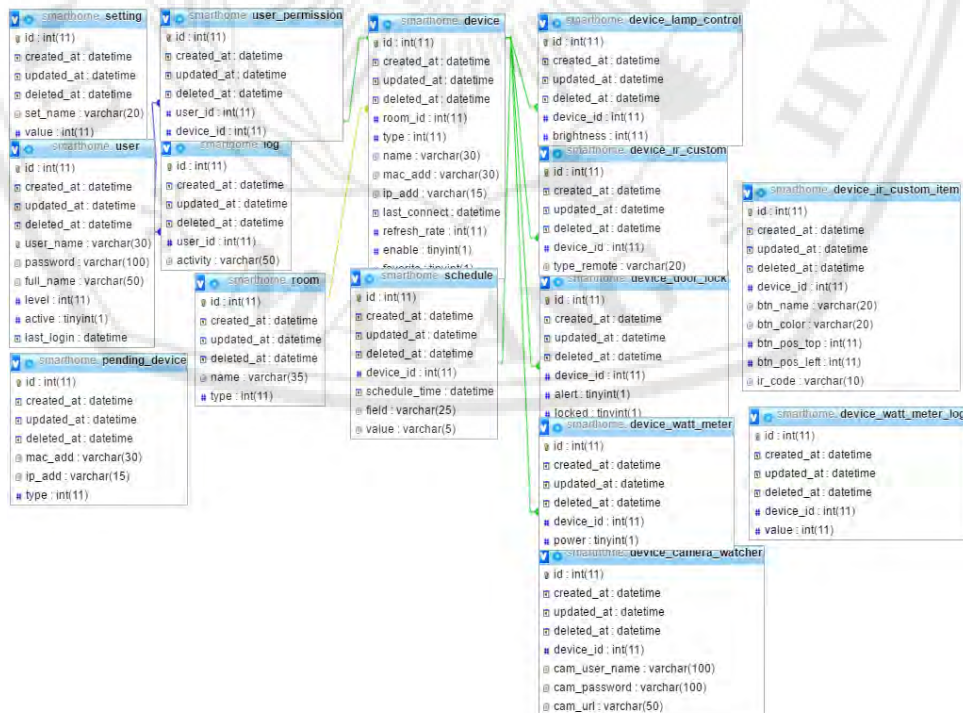 smarthome setting
id : int(11)
created_at : datetime
updated_at : datetime
deleted_at : datetime
set_name : varchar(20)
value : int(11)
smarthome user
id : int(11)
created_at : datetime
updated_at : datetime
deleted_at : datetime
user_name : varchar(30)
password : varchar(100)
full_name : varchar(50)
level : int(11)
active : tinyint(1)
last_login : datetime
smarthome pending_device
id : int(11)
created_at : datetime
updated_at : datetime
deleted_at : datetime
mac_add : varchar(30)
ip_add : varchar(15)
type : int(11)
smarthome user_permission
id : int(11)
created_at : datetime
updated_at : datetime
deleted_at : datetime
user_id : int(11)
device_id : int(11)
smarthome log
id : int(11)
created_at : datetime
updated_at : datetime
deleted_at : datetime
user_id : int(11)
activity : varchar(50)
smarthome room
id : int(11)
created_at : datetime
updated_at : datetime
deleted_at : datetime
name : varchar(35)
type : int(11)
smarthome device
id : int(11)
created_at : datetime
updated_at : datetime
deleted_at : datetime
room_id : int(11)
type : int(11)
name : varchar(30)
mac_add : varchar(30)
ip_add : varchar(15)
last_connect : datetime
refresh_rate : int(11)
enable : tinyint(1)
favorite : tinyint(1)
smarthome schedule
id : int(11)
created_at : datetime
updated_at : datetime
deleted_at : datetime
device_id : int(11)
schedule_time : datetime
field : varchar(25)
value : varchar(5)
smarthome device_lamp_control
id : int(11)
created_at : datetime
updated_at : datetime
deleted_at : datetime
device_id : int(11)
brightness : int(11)
smarthome device_ir_custom
id : int(11)
created_at : datetime
updated_at : datetime
deleted_at : datetime
device_id : int(11)
type_remote : varchar(20)
smarthome device_door_lock
id : int(11)
created_at : datetime
updated_at : datetime
deleted_at : datetime
device_id : int(11)
alert : tinyint(1)
locked : tinyint(1)
smarthome device_watt_meter
id : int(11)
created_at : datetime
updated_at : datetime
deleted_at : datetime
device_id : int(11)
power : tinyint(1)
smarthome device_camera_watcher
id : int(11)
created_at : datetime
updated_at : datetime
deleted_at : datetime
device_id : int(11)
cam_user_name : varchar(100)
cam_password : varchar(100)
cam_url : varchar(50)
smarthome device_ir_custom_item
id : int(11)
created_at : datetime
updated_at : datetime
deleted_at : datetime
device_id : int(11)
btn_name : varchar(20)
btn_color : varchar(20)
btn_pos_top : int(11)
btn_pos_left : int(11)
ir_code : varchar(10)
smarthome device_watt_meter_log
id : int(11)
created_at : datetime
updated_at : datetime
deleted_at : datetime
device_id : int(11)
value : int(11)